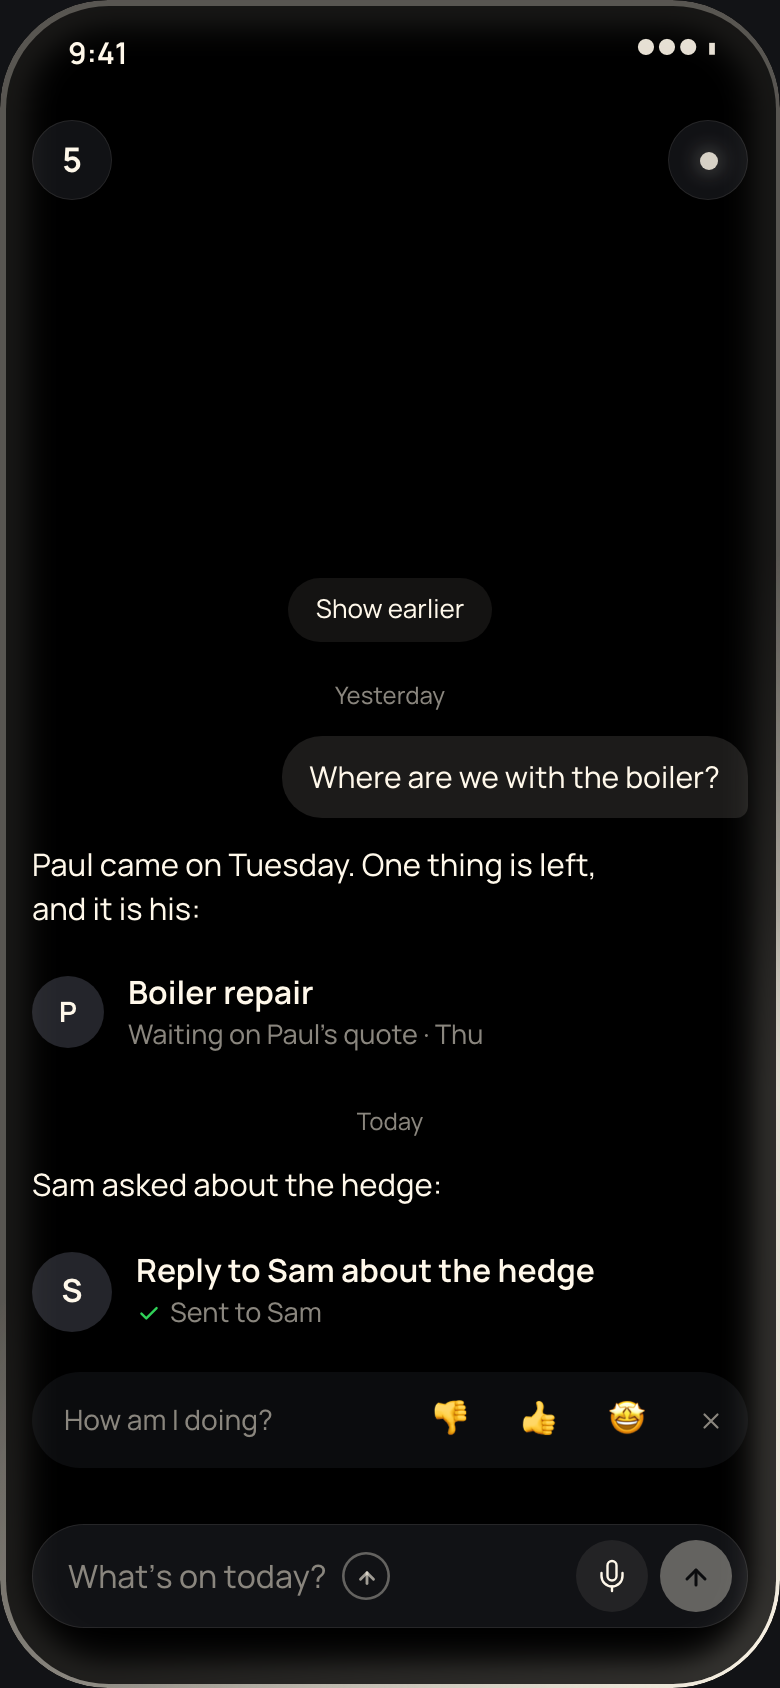 9:41
5
Show earlier
Yesterday
Where are we with the boiler?
Paul came on Tuesday. One thing is left,
and it is his:
P
Boiler repair
Waiting on Paul’s quote · Thu
Today
Sam asked about the hedge:
S
Reply to Sam about the hedge
Sent to Sam
How am I doing?
What’s on today?